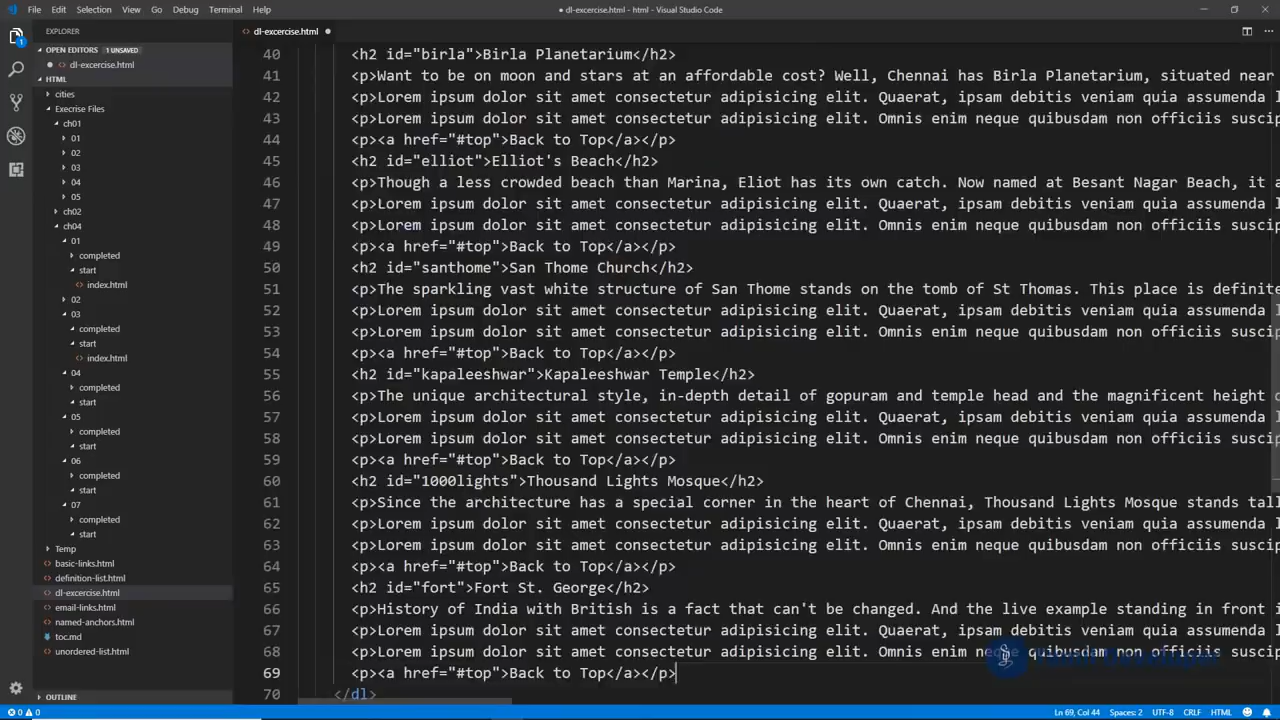 File Edit Selection View Go Debug Terminal Help
● dl-excercise.html - html - Visual Studio Code
EXPLORER
OPEN EDITORS 1 UNSAVED
dl-excercise.html
HTML
cities
Execrise Files
ch01
01
02
03
04
05
ch02
ch04
01
completed
start
index.html
02
03
completed
start
index.html
04
completed
start
05
completed
start
06
completed
start
07
completed
start
Temp
basic-links.html
definition-list.html
dl-excercise.html
email-links.html
named-anchors.html
toc.md
unordered-list.html
OUTLINE
dl-excercise.html
40 <h2 id="birla">Birla Planetarium</h2>
41 <p>Want to be on moon and stars at an affordable cost? Well, Chennai has Birla Planetarium, situated near
42 <p>Lorem ipsum dolor sit amet consectetur adipisicing elit. Quaerat, ipsam debitis veniam quia assumenda l
43 <p>Lorem ipsum dolor sit amet consectetur adipisicing elit. Omnis enim neque quibusdam non officiis suscip
44 <p><a href="#top">Back to Top</a></p>
45 <h2 id="elliot">Elliot's Beach</h2>
46 <p>Though a less crowded beach than Marina, Eliot has its own catch. Now named at Besant Nagar Beach, it a
47 <p>Lorem ipsum dolor sit amet consectetur adipisicing elit. Quaerat, ipsam debitis veniam quia assumenda l
48 <p>Lorem ipsum dolor sit amet consectetur adipisicing elit. Omnis enim neque quibusdam non officiis suscip
49 <p><a href="#top">Back to Top</a></p>
50 <h2 id="santhome">San Thome Church</h2>
51 <p>The sparkling vast white structure of San Thome stands on the tomb of St Thomas. This place is definite
52 <p>Lorem ipsum dolor sit amet consectetur adipisicing elit. Quaerat, ipsam debitis veniam quia assumenda l
53 <p>Lorem ipsum dolor sit amet consectetur adipisicing elit. Omnis enim neque quibusdam non officiis suscip
54 <p><a href="#top">Back to Top</a></p>
55 <h2 id="kapaleeshwar">Kapaleeshwar Temple</h2>
56 <p>The unique architectural style, in-depth detail of gopuram and temple head and the magnificent height o
57 <p>Lorem ipsum dolor sit amet consectetur adipisicing elit. Quaerat, ipsam debitis veniam quia assumenda l
58 <p>Lorem ipsum dolor sit amet consectetur adipisicing elit. Omnis enim neque quibusdam non officiis suscip
59 <p><a href="#top">Back to Top</a></p>
60 <h2 id="1000lights">Thousand Lights Mosque</h2>
61 <p>Since the architecture has a special corner in the heart of Chennai, Thousand Lights Mosque stands tall
62 <p>Lorem ipsum dolor sit amet consectetur adipisicing elit. Quaerat, ipsam debitis veniam quia assumenda l
63 <p>Lorem ipsum dolor sit amet consectetur adipisicing elit. Omnis enim neque quibusdam non officiis suscip
64 <p><a href="#top">Back to Top</a></p>
65 <h2 id="fort">Fort St. George</h2>
66 <p>History of India with British is a fact that can't be changed. And the live example standing in front i
67 <p>Lorem ipsum dolor sit amet consectetur adipisicing elit. Quaerat, ipsam debitis veniam quia assumenda l
68 <p>Lorem ipsum dolor sit amet consectetur adipisicing elit. Omnis enim neque quibusdam non officiis suscip
69 <p><a href="#top">Back to Top</a></p>
70 </dl>
0 0 Ln 69, Col 44 Spaces: 2 UTF-8 CRLF HTML